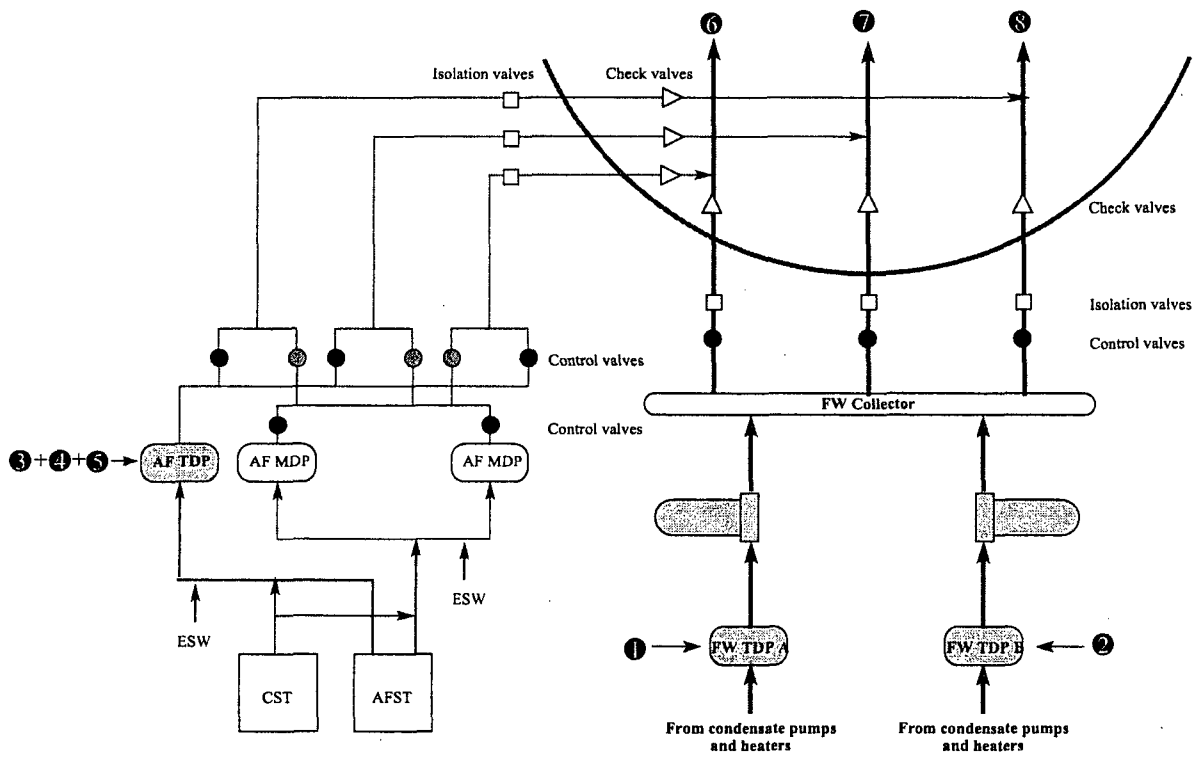 6
7
8
Isolation valves
Check valves
Check valves
Isolation valves
Control valves
Control valves
FW Collector
Control valves
3+4+5
AF TDP
AF MDP
AF MDP
ESW
ESW
CST
AFST
1
FW TDP A
FW TDP B
2
From condensate pumps
and heaters
From condensate pumps
and heaters